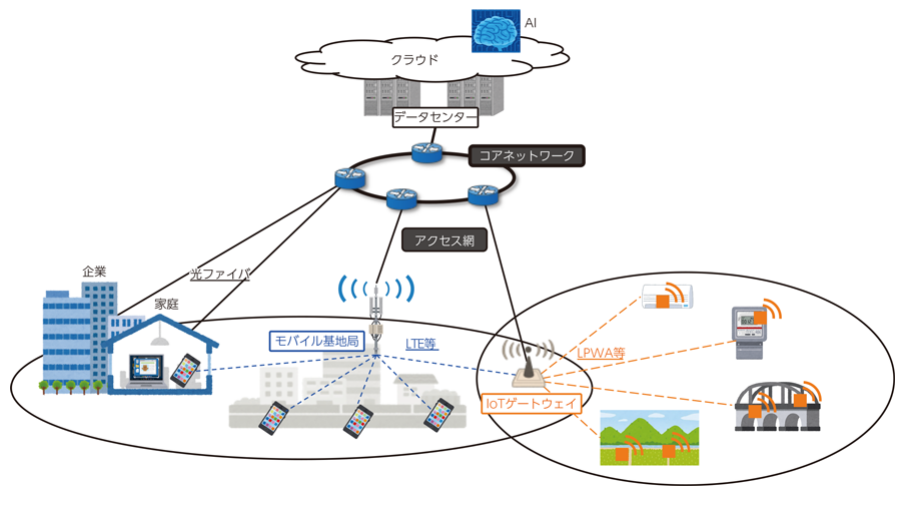 AI
クラウド
データセンター
コアネットワーク
アクセス網
光ファイバ
企業
家庭
モバイル基地局
LTE等
LPWA等
IoTゲートウェイ